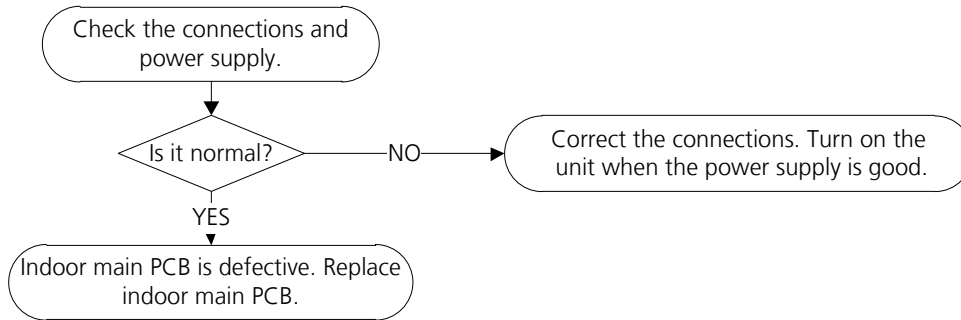 Check the connections and
power supply.
Is it normal?
NO
Correct the connections. Turn on the
unit when the power supply is good.
YES
Indoor main PCB is defective. Replace
indoor main PCB.